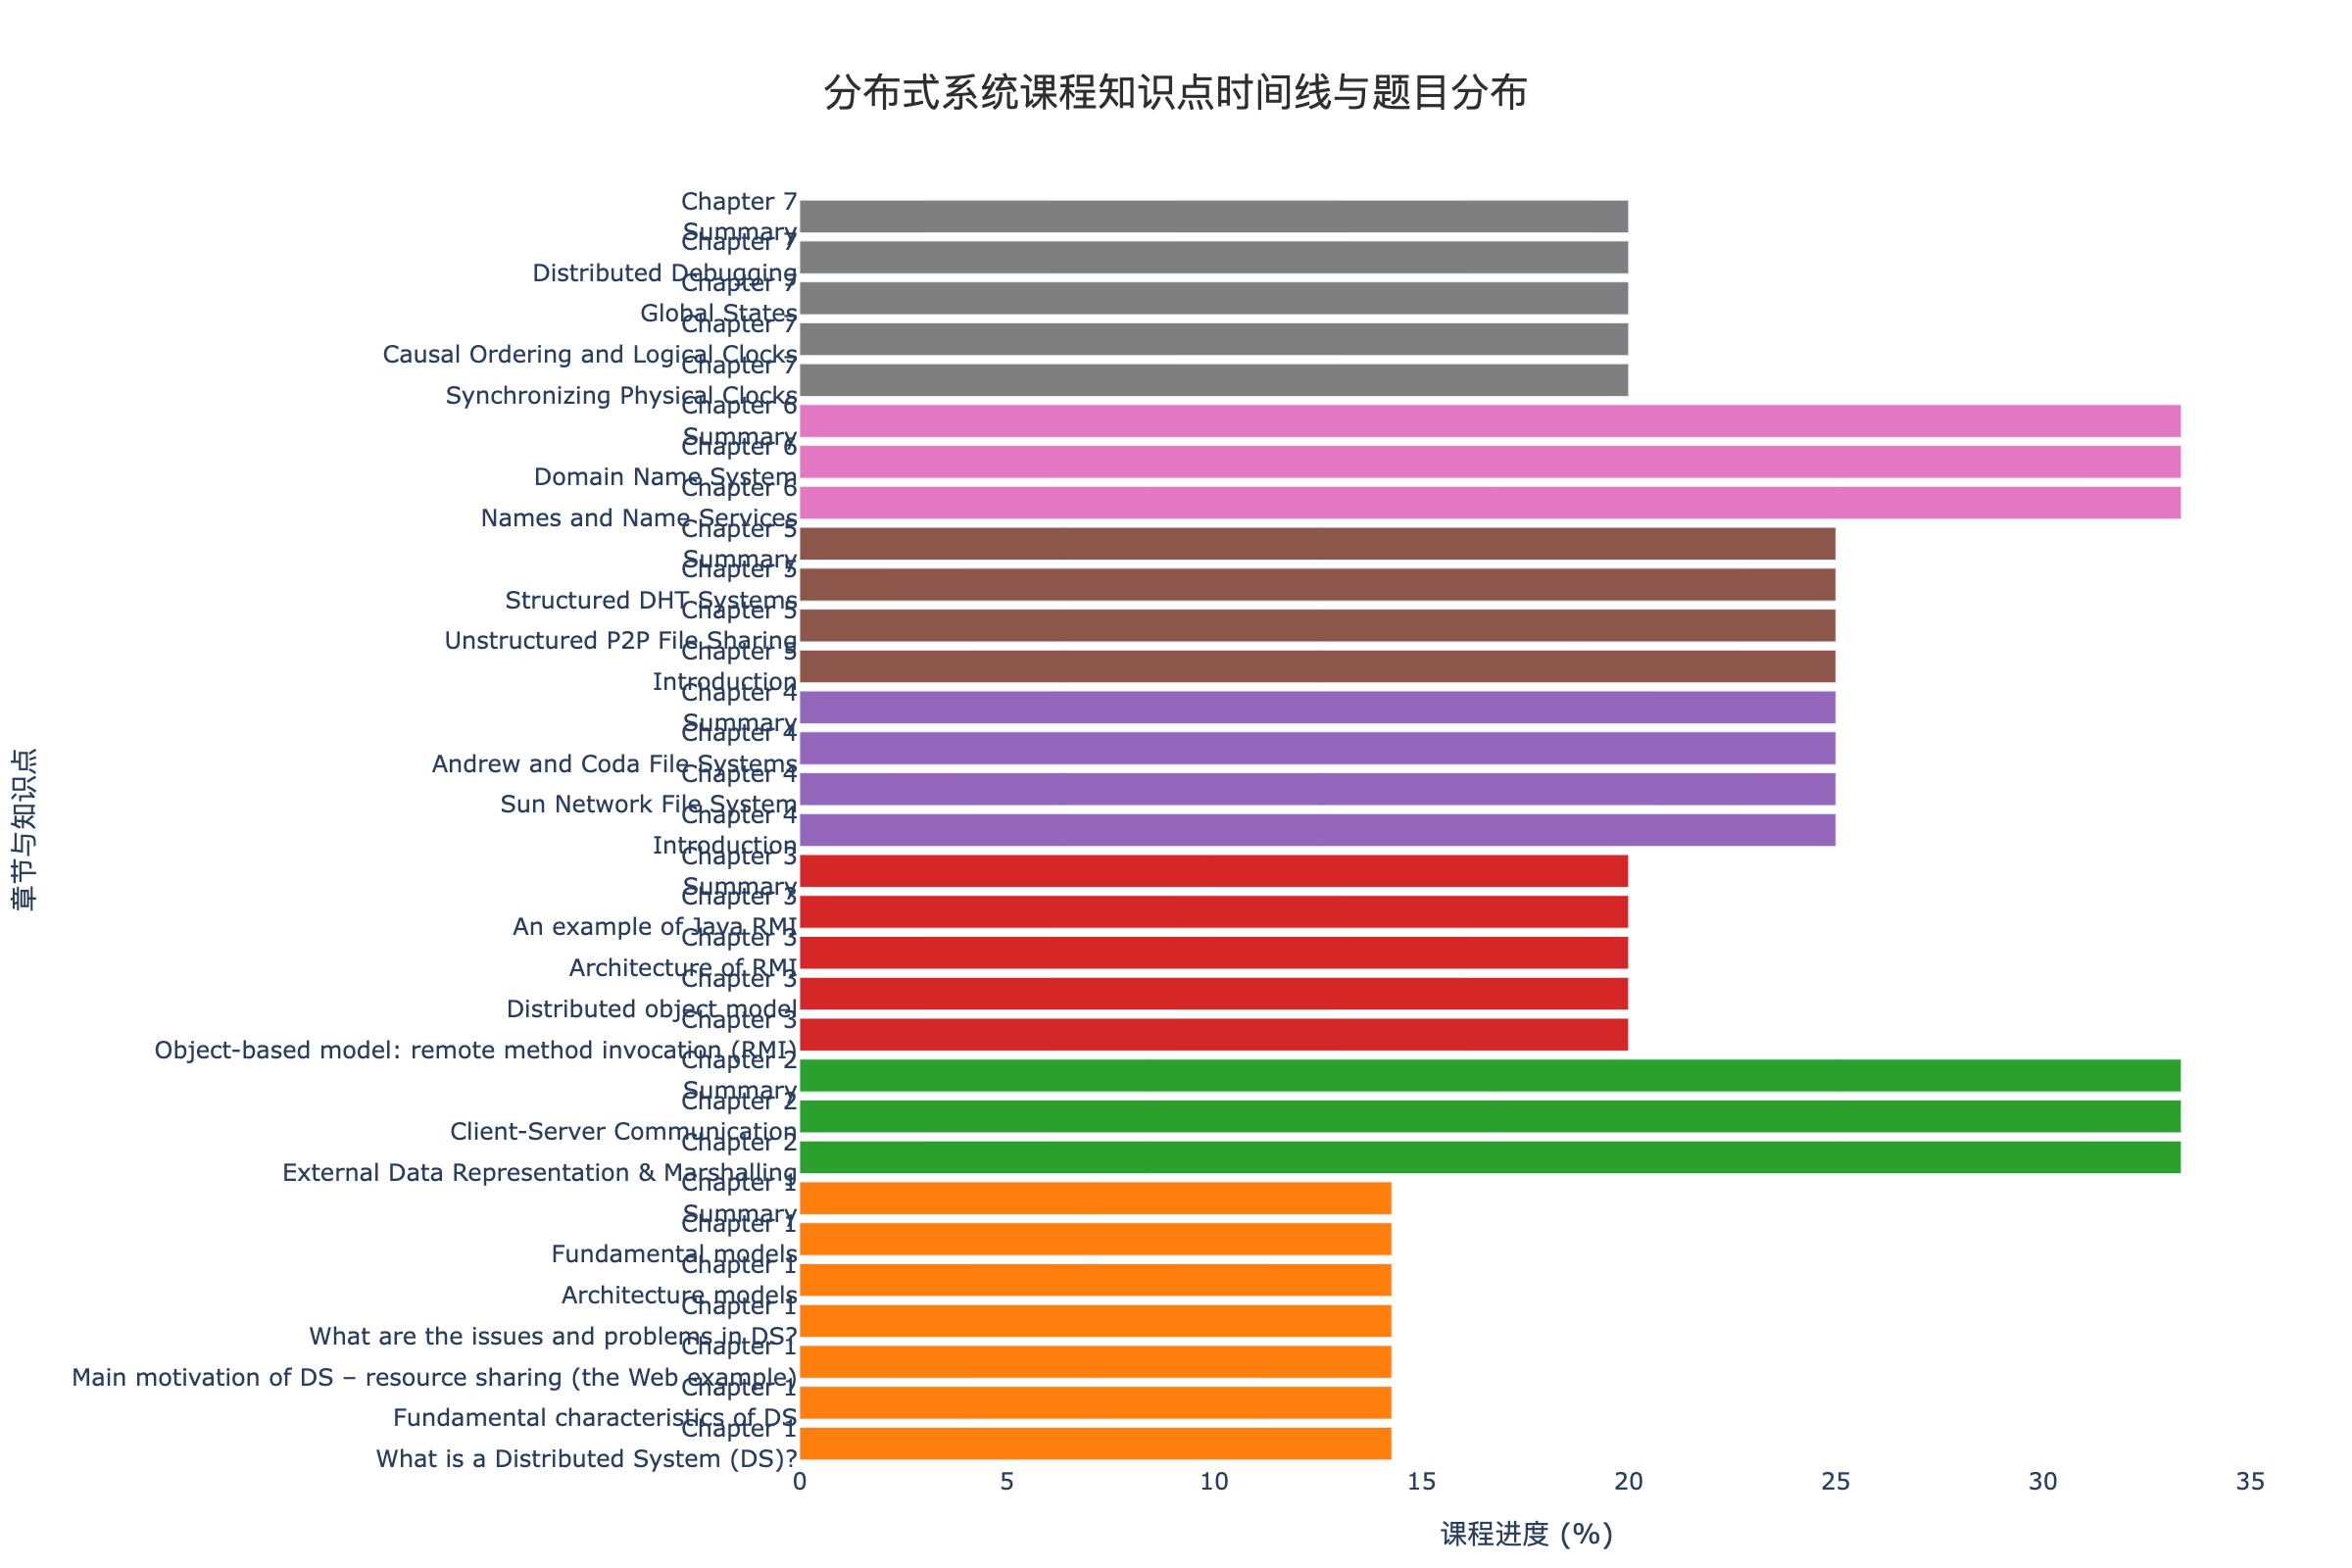 分布式系统课程知识点时间线与题目分布
Chapter 7
Summary
Chapter 7
Distributed Debugging
Chapter 7
Global States
Chapter 7
Causal Ordering and Logical Clocks
Chapter 7
Synchronizing Physical Clocks
Chapter 6
Summary
Chapter 6
Domain Name System
Chapter 6
Names and Name Services
Chapter 5
Summary
Chapter 5
Structured DHT Systems
Chapter 5
Unstructured P2P File Sharing
Chapter 5
Introduction
Chapter 4
Summary
Chapter 4
Andrew and Coda File Systems
Chapter 4
Sun Network File System
Chapter 4
Introduction
Chapter 3
Summary
Chapter 3
An example of Java RMI
Chapter 3
Architecture of RMI
Chapter 3
Distributed object model
Chapter 3
Object-based model: remote method invocation (RMI)
Chapter 2
Summary
Chapter 2
Client-Server Communication
Chapter 2
External Data Representation & Marshalling
Chapter 1
Summary
Chapter 1
Fundamental models
Chapter 1
Architecture models
Chapter 1
What are the issues and problems in DS?
Chapter 1
Main motivation of DS – resource sharing (the Web example)
Chapter 1
Fundamental characteristics of DS
Chapter 1
What is a Distributed System (DS)?
章节与知识点
0 5 10 15 20 25 30 35
课程进度 (%)